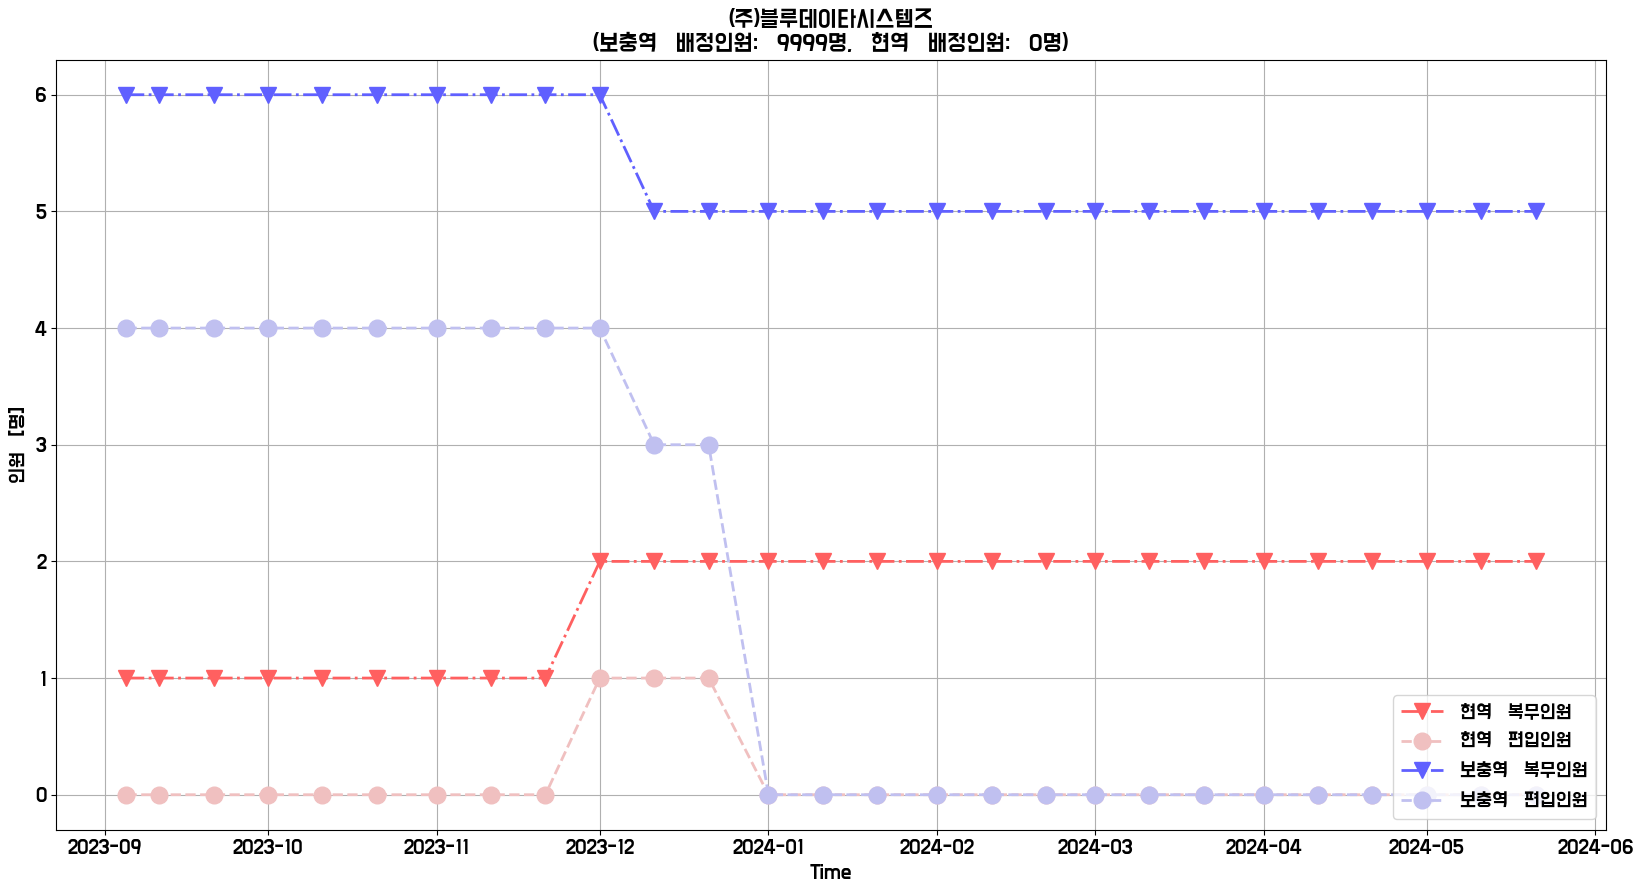 (주)블루데이타시스템즈
(보충역 배정인원: 9999명, 현역 배정인원: 0명)
인원 [명]
6
5
4
3
2
1
0
현역 복무인원
현역 편입인원
보충역 복무인원
보충역 편입인원
2023-09 2023-10 2023-11 2023-12 2024-01 2024-02 2024-03 2024-04 2024-05 2024-06
Time